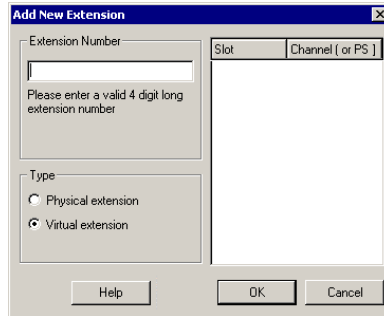 Add New Extension
Extension Number
Please enter a valid 4 digit long
extension number
Slot
Channel ( or PS )
Type
Physical extension
Virtual extension
Help
OK
Cancel